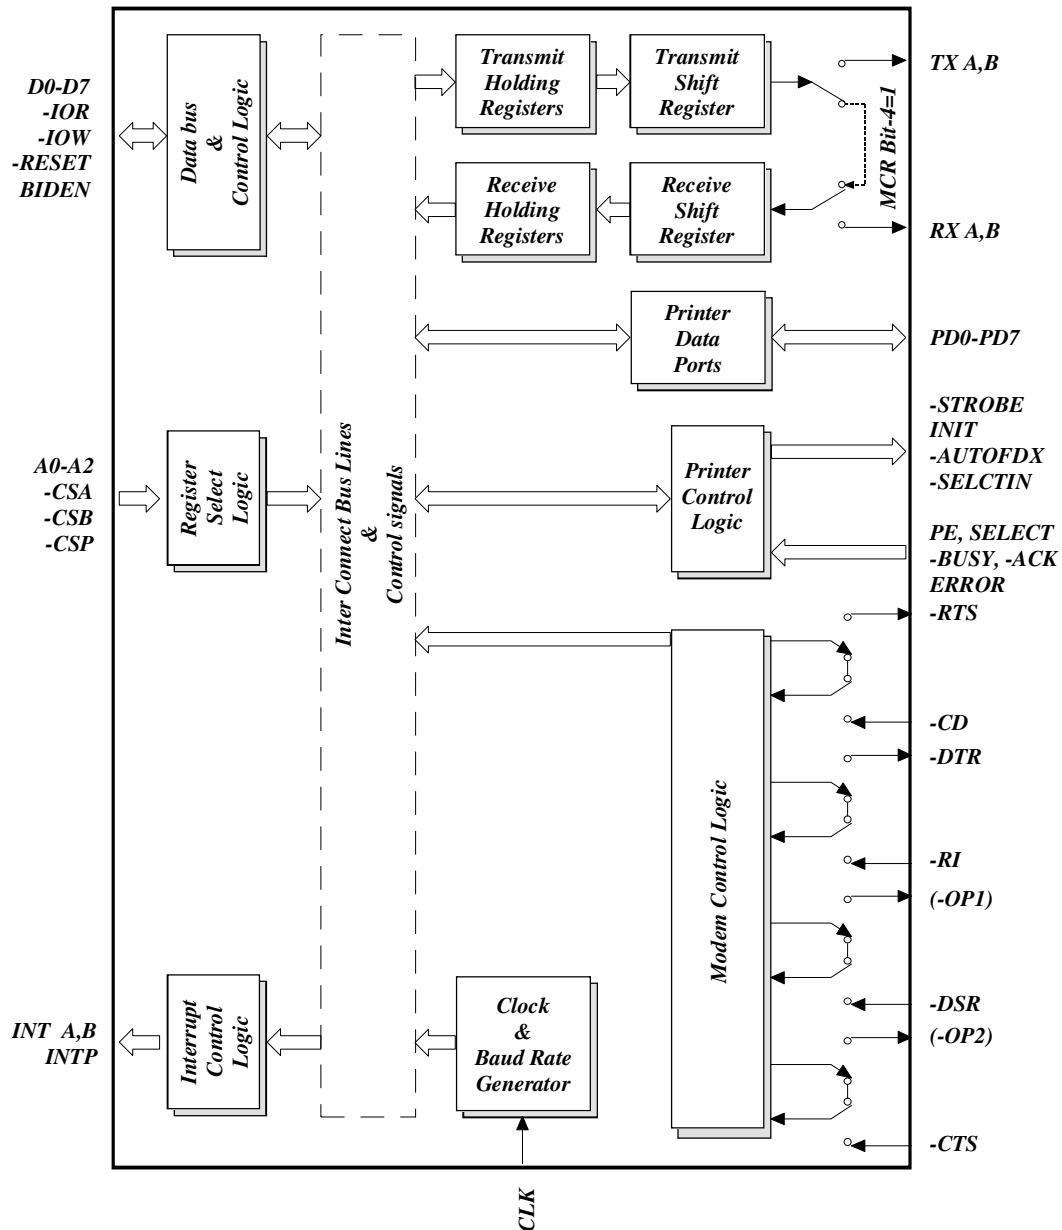 D0-D7
-IOR
-IOW
-RESET
BIDEN
Data bus
&
Control Logic
A0-A2
-CSA
-CSB
-CSP
Register
Select
Logic
INT A,B
INTP
Interrupt
Control
Logic
Inter Connect Bus Lines
&
Control signals
Transmit
Holding
Registers
Transmit
Shift
Register
Receive
Holding
Registers
Receive
Shift
Register
MCR Bit-4=1
TX A,B
RX A,B
Printer
Data
Ports
PD0-PD7
Printer
Control
Logic
-STROBE
INIT
-AUTOFDX
-SELCTIN
PE, SELECT
-BUSY, -ACK
ERROR
Modem Control Logic
-RTS
-CD
-DTR
-RI
(-OP1)
-DSR
(-OP2)
-CTS
Clock
&
Baud Rate
Generator
CLK